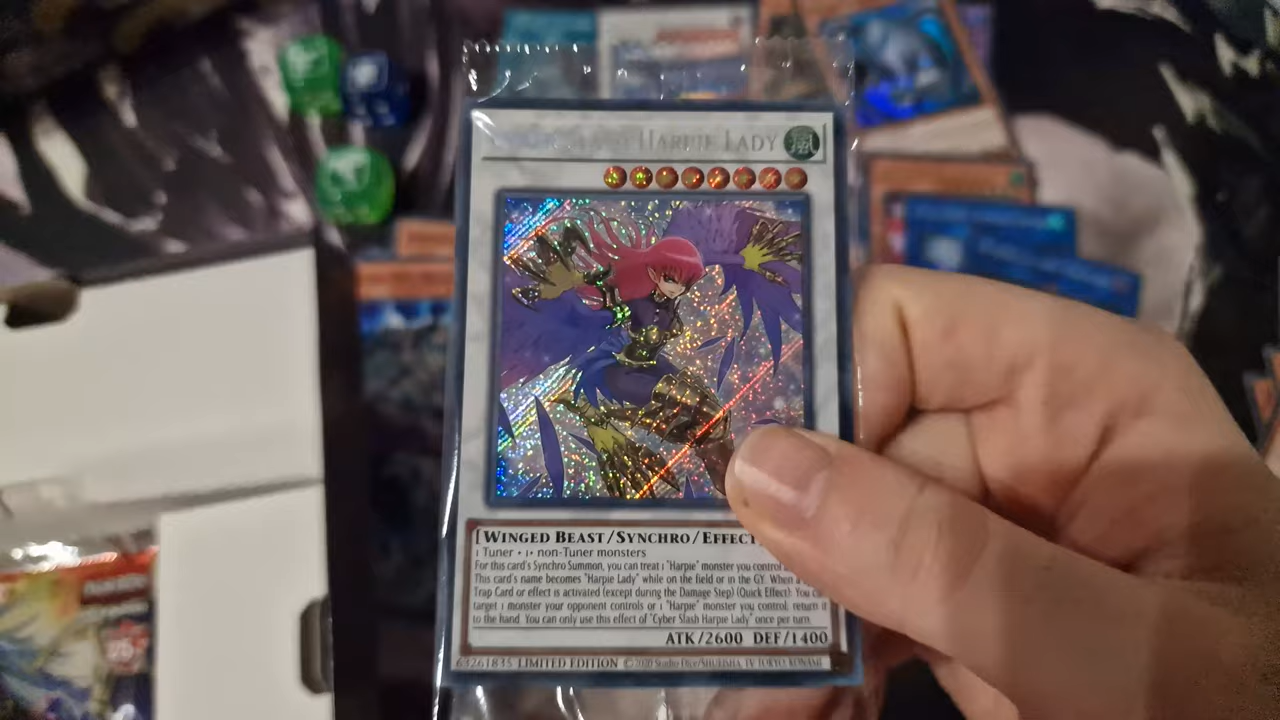 HARPIE LADY
風
[WINGED BEAST/SYNCHRO/EFFECT
1 Tuner + 1+ non-Tuner monsters
For this card's Synchro Summon, you can treat 1 "Harpie" monster you control
This card's name becomes "Harpie Lady" while on the field or in the GY. When a
Trap Card or effect is activated (except during the Damage Step) (Quick Effect): You
target 1 monster your opponent controls or 1 "Harpie" monster you control; return it
to the hand. You can only use this effect of "Cyber Slash Harpie Lady" once per turn.
ATK/2600 DEF/1400
63261835 LIMITED EDITION ©2020 Studio Dice/SHUEISHA, TV TOKYO, KONAMI